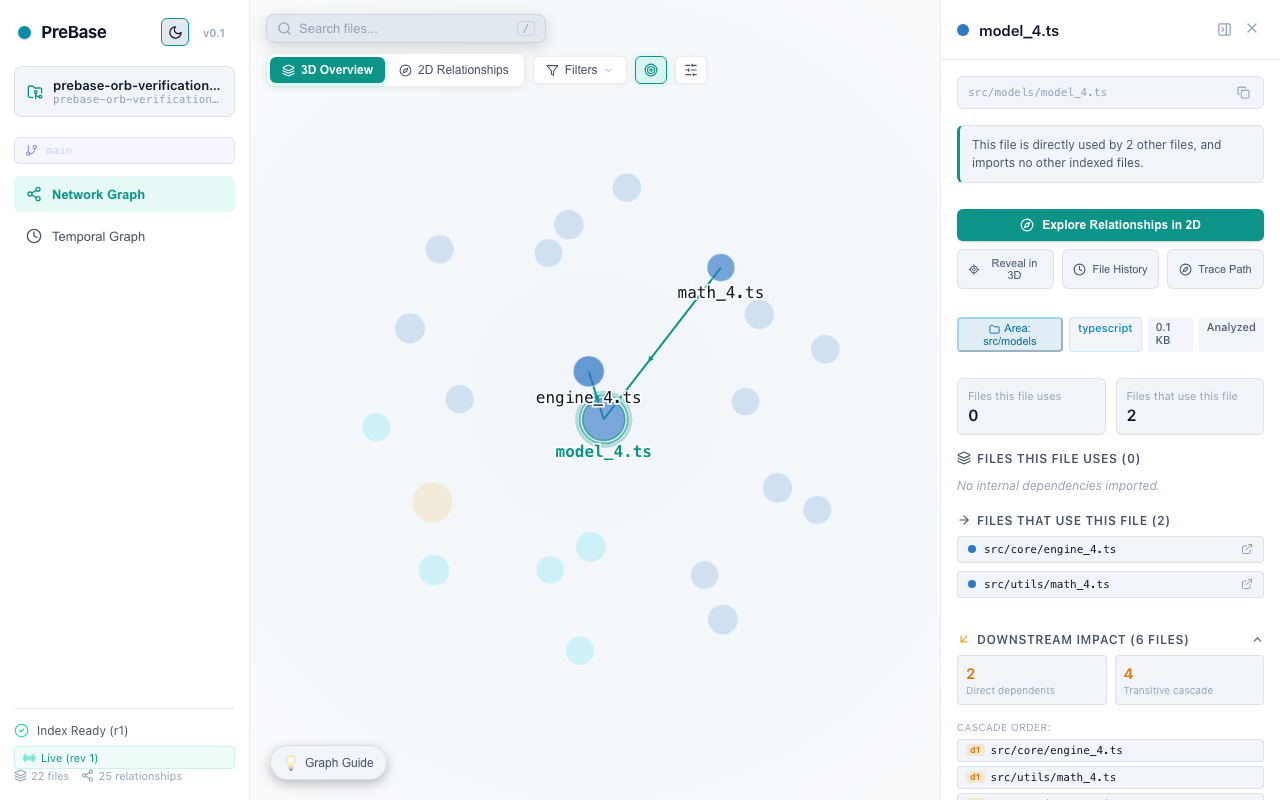 PreBase
v0.1
prebase-orb-verification...
prebase-orb-verification…
main
Network Graph
Temporal Graph
Index Ready (r1)
Live (rev 1)
22 files
25 relationships
Search files...
/
3D Overview
2D Relationships
Filters
math_4.ts
engine_4.ts
model_4.ts
Graph Guide
model_4.ts
src/models/model_4.ts
This file is directly used by 2 other files, and
imports no other indexed files.
Explore Relationships in 2D
Reveal in
3D
File History
Trace Path
Area:
src/models
typescript
0.1
KB
Analyzed
Files this file uses
0
Files that use this file
2
FILES THIS FILE USES (0)
No internal dependencies imported.
FILES THAT USE THIS FILE (2)
src/core/engine_4.ts
src/utils/math_4.ts
DOWNSTREAM IMPACT (6 FILES)
2
Direct dependents
4
Transitive cascade
CASCADE ORDER:
d1 src/core/engine_4.ts
d1 src/utils/math_4.ts